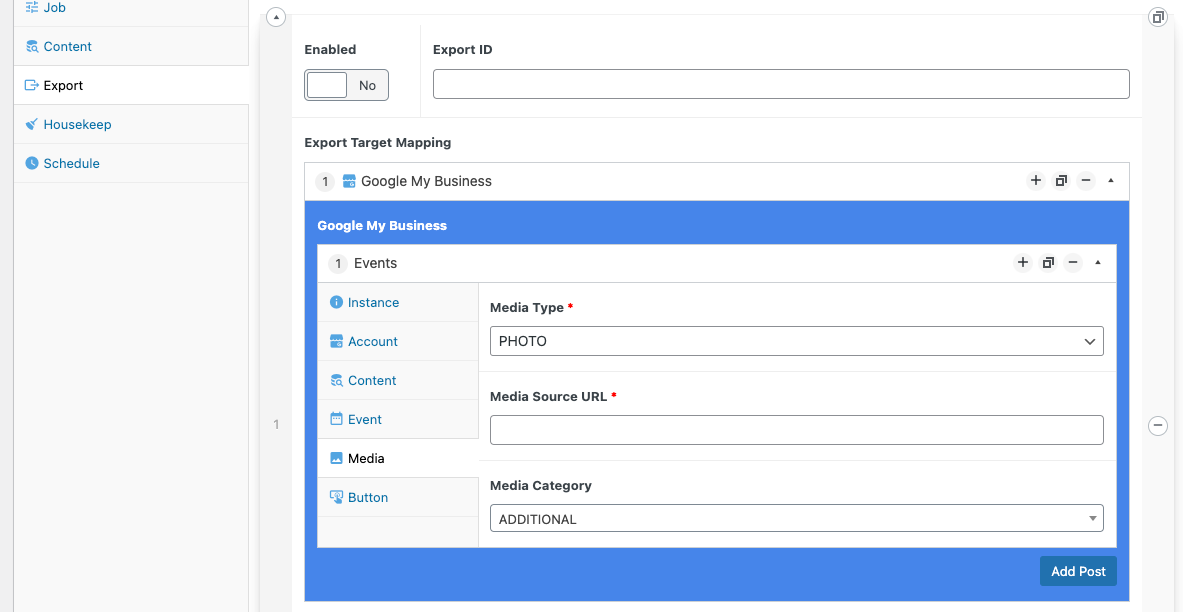 Job
Content
Export
Housekeep
Schedule
Enabled
Export ID
No
Export Target Mapping
1 Google My Business
Google My Business
1 Events
Instance
Account
Content
Event
Media
Button
Media Type *
PHOTO
Media Source URL *
Media Category
ADDITIONAL
1
Add Post